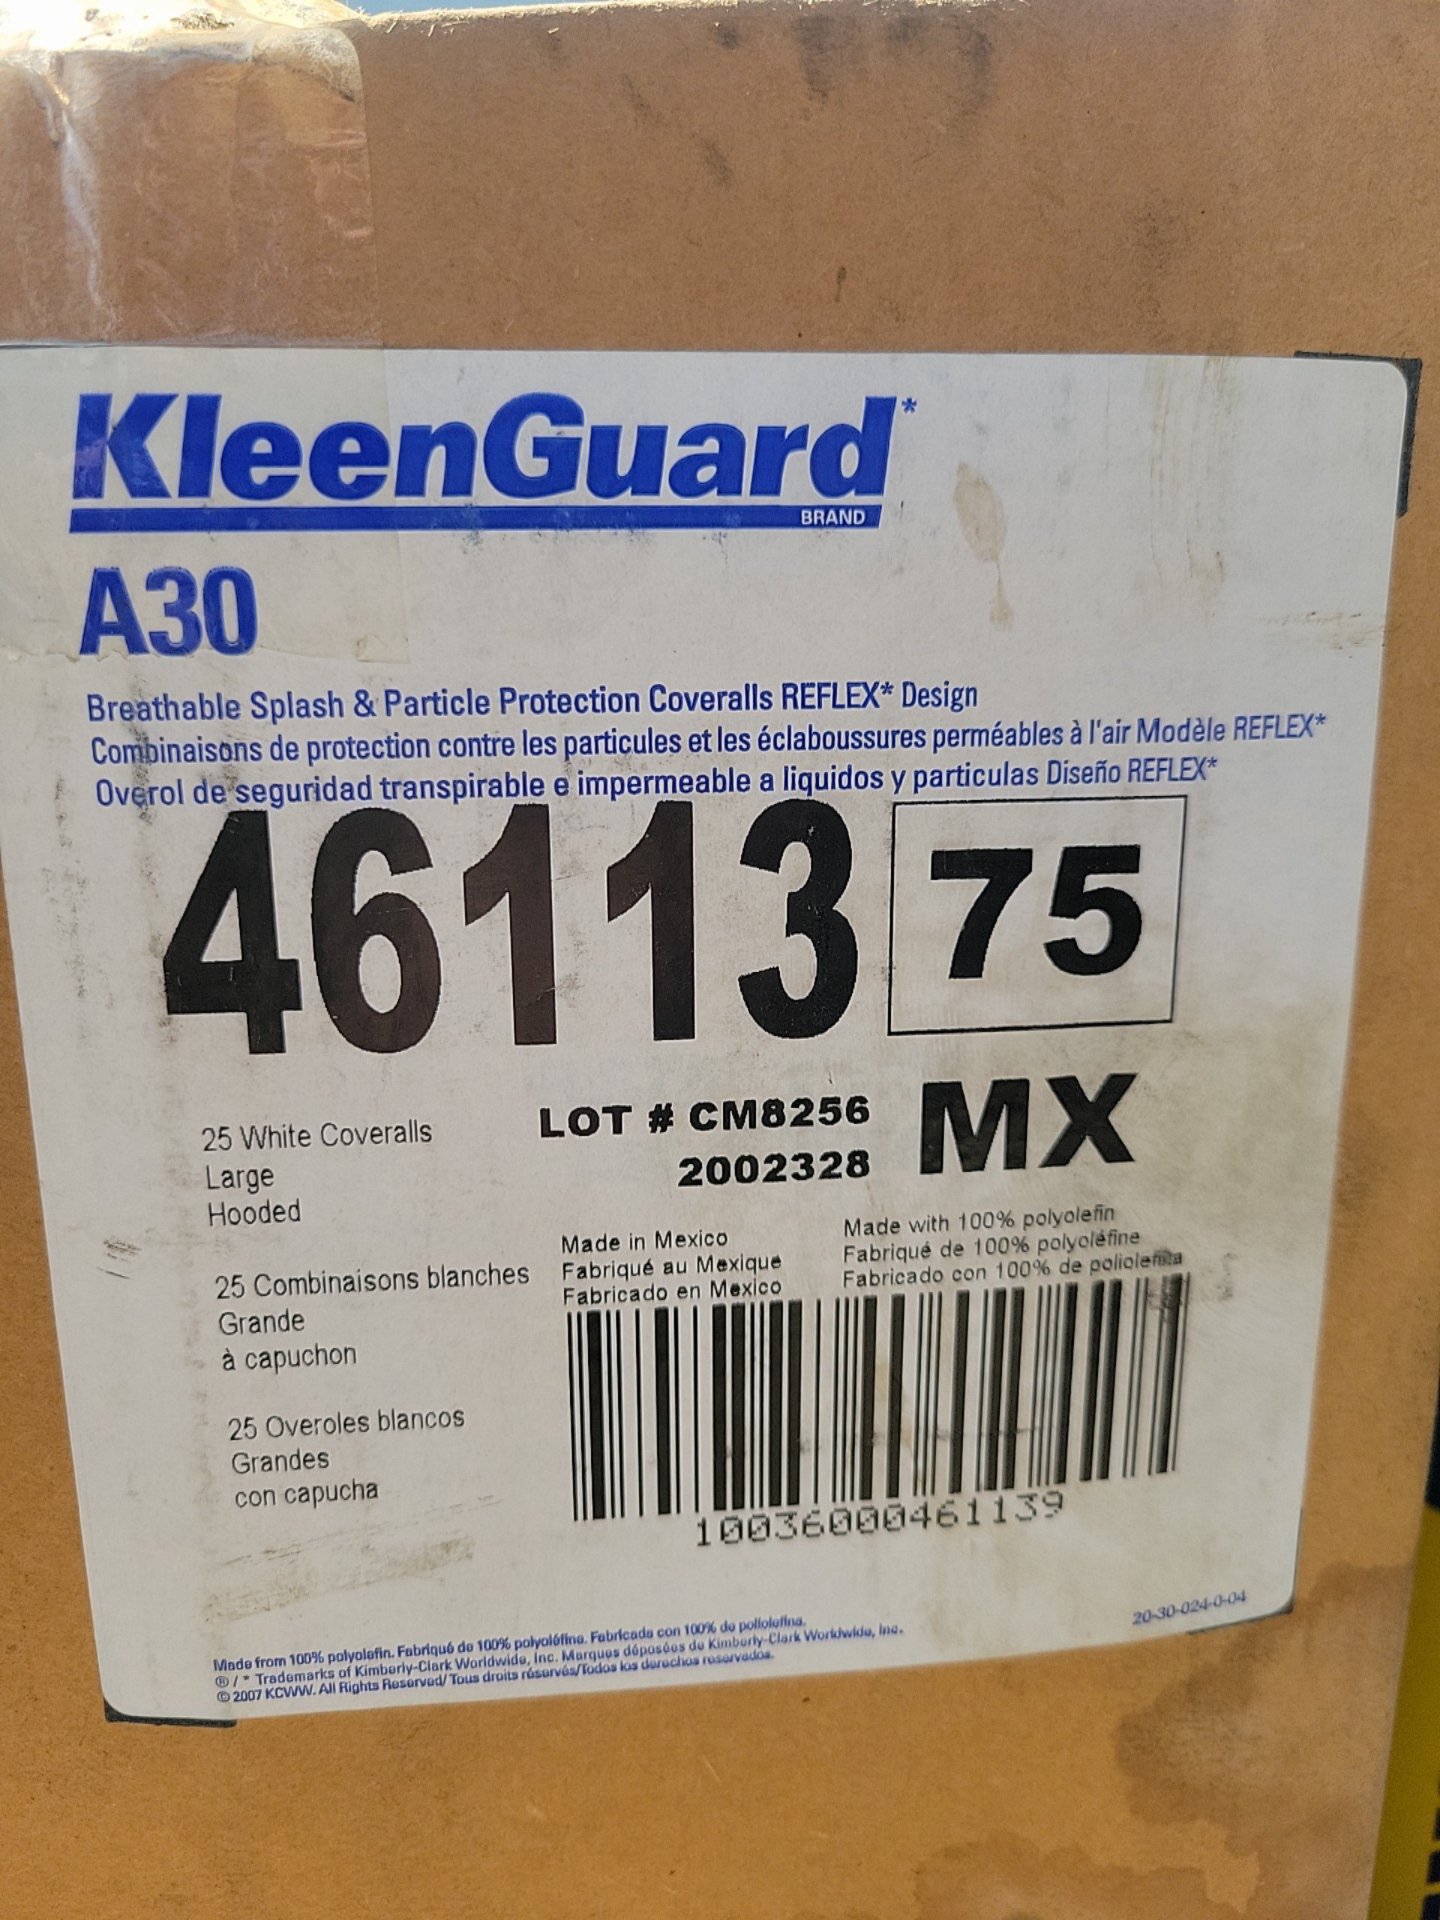 KleenGuard*
BRAND
A30
Breathable Splash & Particle Protection Coveralls REFLEX* Design
Combinaisons de protection contre les particules et les éclaboussures perméables à l'air Modèle REFLEX*
Overol de seguridad transpirable e impermeable a liquidos y particulas Diseño REFLEX*
46113 75
LOT # CM8256
2002328
MX
25 White Coveralls
Large
Hooded
25 Combinaisons blanches
Grande
à capuchon
25 Overoles blancos
Grandes
con capucha
Made in Mexico
Fabriqué au Mexique
Fabricado en Mexico
Made with 100% polyolefin
Fabriqué de 100% polyoléfine
Fabricado con 100% de poliolefina
10036000461139
20-30-024-0-04
Made from 100% polyolefin. Fabriqué de 100% polyoléfine. Fabricada con 100% de poliolefina.
® / * Trademarks of Kimberly-Clark Worldwide, Inc. Marques déposées de Kimberly-Clark Worldwide, Inc.
© 2007 KCWW. All Rights Reserved/ Tous droits réservés/Todos los derechos reservados.